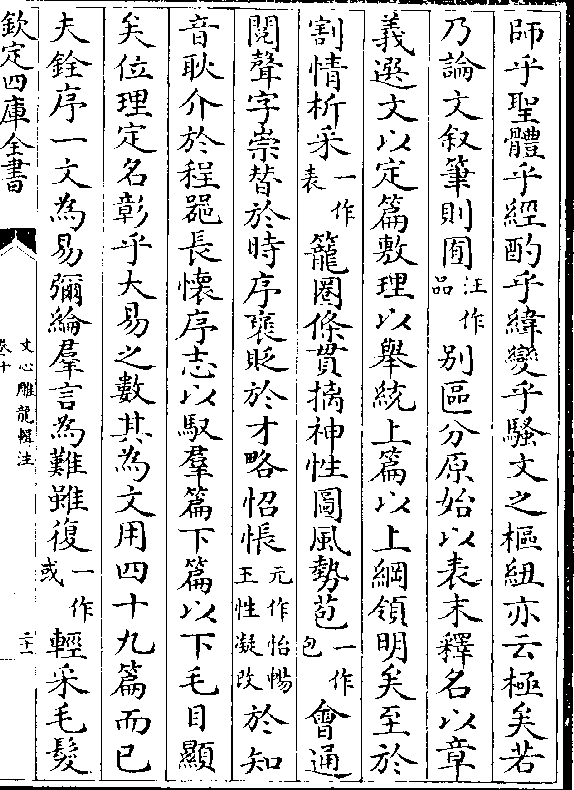 師乎聖體乎經酌乎緯變乎騷文之樞紐亦云極矣若
乃論文叙筆則囿汪作品别區分原始以表末釋名以章
義選文以定篇敷理以舉統上篇以上綱領明矣至於
割情析采一作表籠圈條貫摛神性圖風勢苞一作包會通
閱聲字崇替於時序襃貶於才略怊悵元作怡暢王性凝改於知
音耿介於程器長懷序志以馭羣篇下篇以下毛目顯
矣位理定名彰乎大易之數其為文用四十九篇而已
夫銓序一文為易彌綸羣言為難雖復一作或輕采毛髮
欽定四庫全書
文心雕龍輯注
卷十
二十一